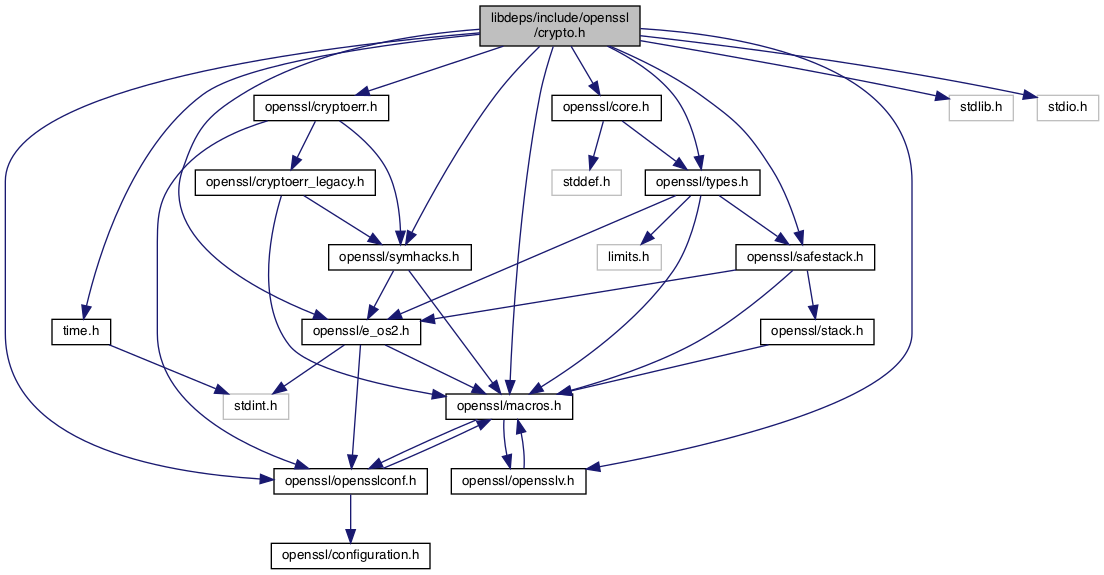 libdeps/include/openssl
/crypto.h
openssl/cryptoerr.h
openssl/core.h
stdlib.h
stdio.h
openssl/cryptoerr_legacy.h
stddef.h
openssl/types.h
openssl/symhacks.h
limits.h
openssl/safestack.h
time.h
openssl/e_os2.h
openssl/stack.h
stdint.h
openssl/macros.h
openssl/opensslconf.h
openssl/opensslv.h
openssl/configuration.h